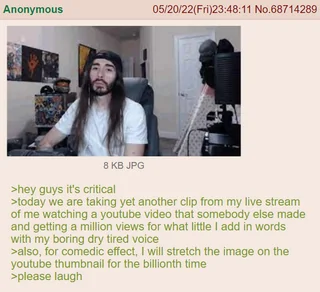 Anonymous 05/20/22(Fri)23:48:11 No.68714289
8 KB JPG
>hey guys it's critical
>today we are taking yet another clip from my live stream
of me watching a youtube video that somebody else made
and getting a million views for what little I add in words
with my boring dry tired voice
>also, for comedic effect, I will stretch the image on the
youtube thumbnail for the billionth time
>please laugh